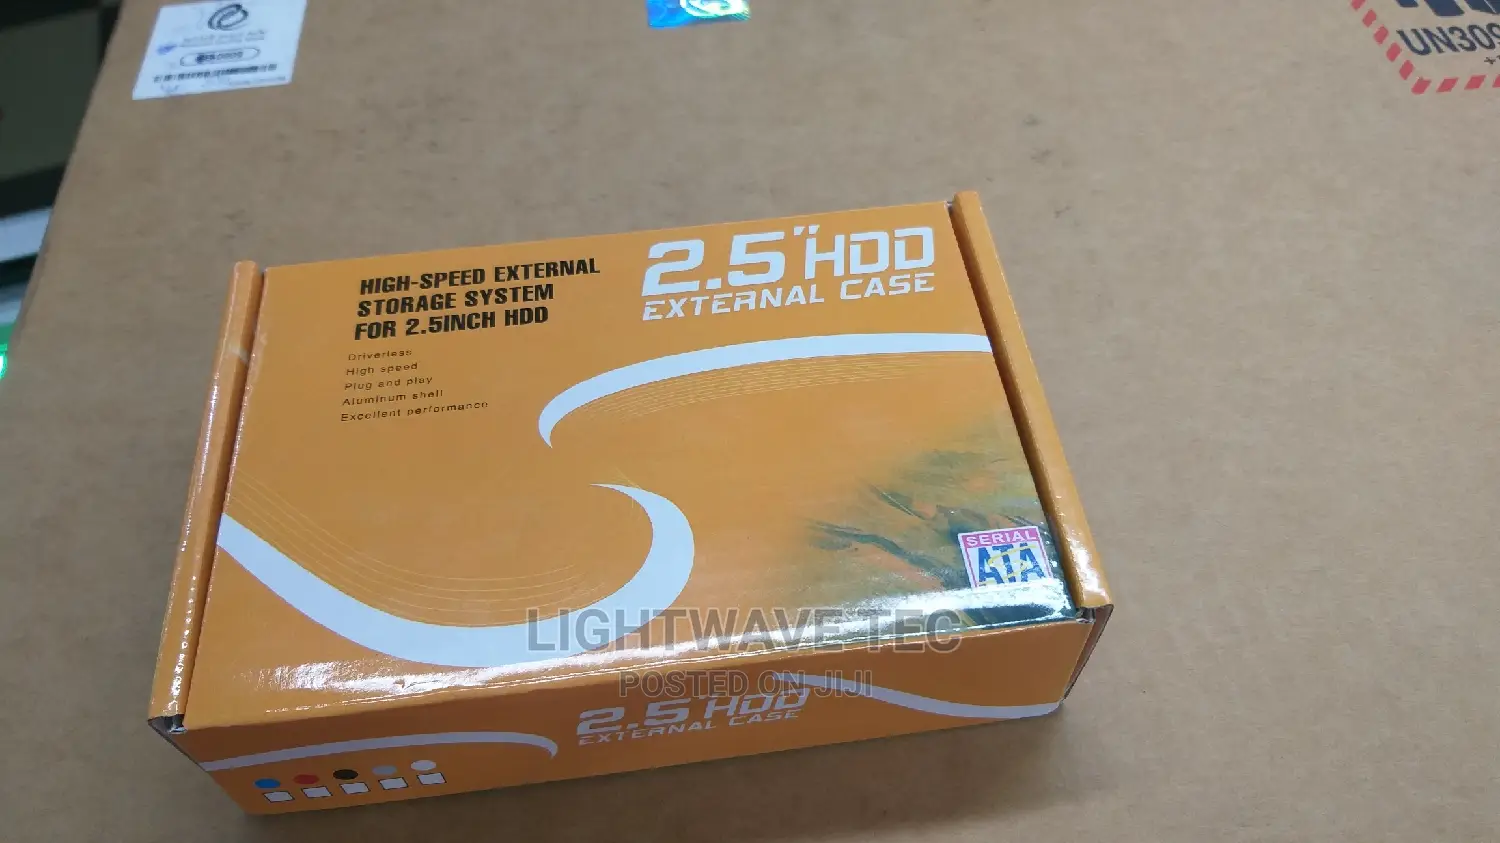 UN309
HIGH-SPEED EXTERNAL
STORAGE SYSTEM
FOR 2.5INCH HDD
Driverless
High speed
Plug and play
Aluminum shell
Excellent performance
2.5"HDD
EXTERNAL CASE
SERIAL
ATA
LIGHTWAVE TEC
POSTED ON JIJI
2.5"HDD
EXTERNAL CASE